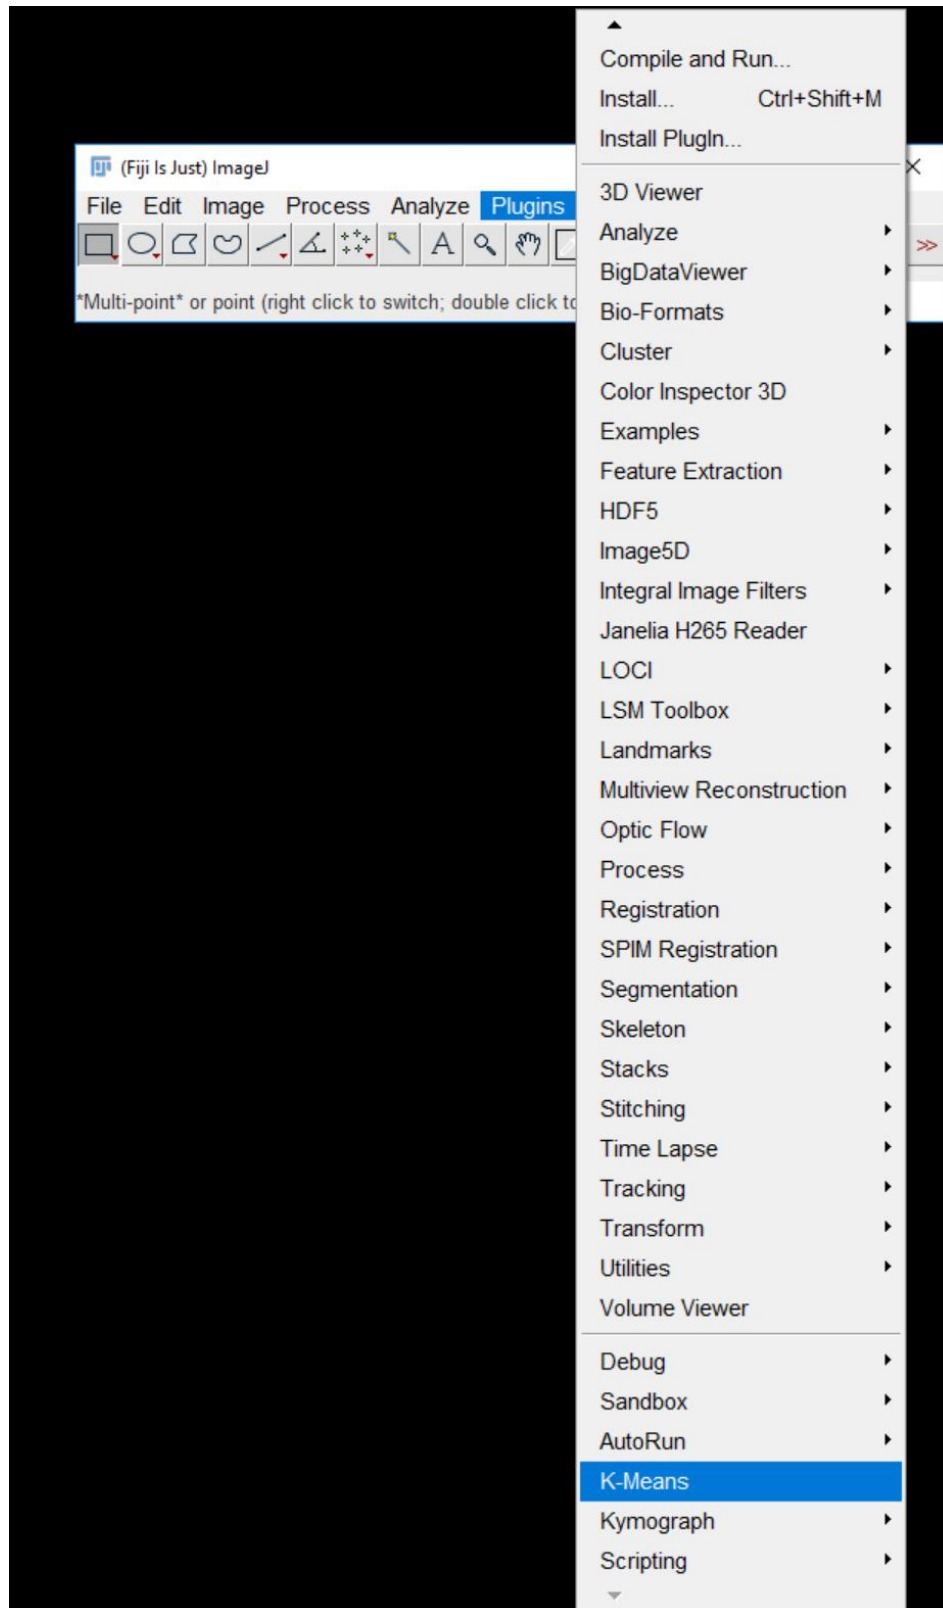 (Fiji Is Just) ImageJ
File Edit Image Process Analyze Plugins
A
*Multi-point* or point (right click to switch; double click to
Compile and Run...
Install... Ctrl+Shift+M
Install PlugIn...
3D Viewer
Analyze
BigDataViewer
Bio-Formats
Cluster
Color Inspector 3D
Examples
Feature Extraction
HDF5
Image5D
Integral Image Filters
Janelia H265 Reader
LOCI
LSM Toolbox
Landmarks
Multiview Reconstruction
Optic Flow
Process
Registration
SPIM Registration
Segmentation
Skeleton
Stacks
Stitching
Time Lapse
Tracking
Transform
Utilities
Volume Viewer
Debug
Sandbox
AutoRun
K-Means
Kymograph
Scripting